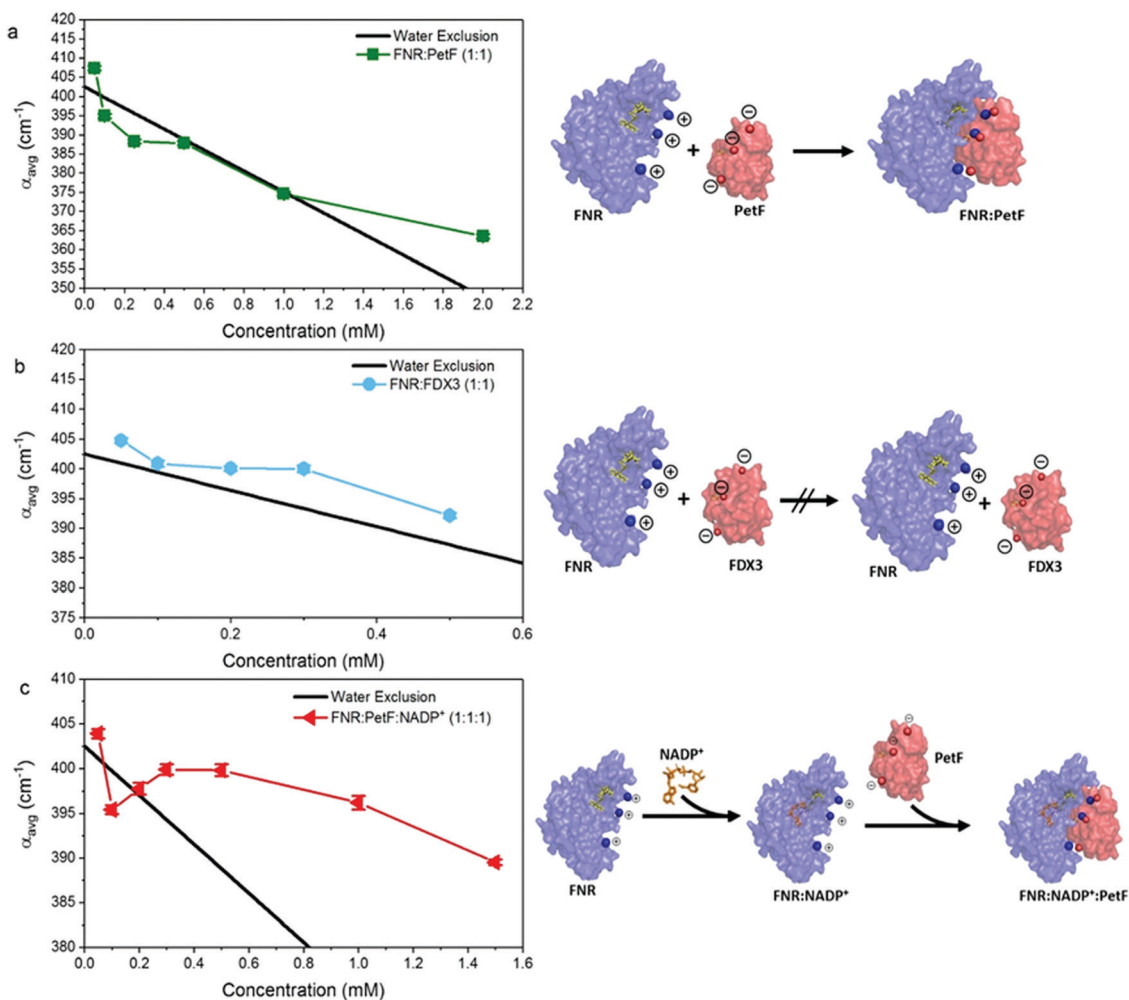 a
420
415
410
405
400
395
390
385
380
375
370
365
360
355
350
α_avg (cm⁻¹)
Water Exclusion
FNR:PetF (1:1)
0.0 0.2 0.4 0.6 0.8 1.0 1.2 1.4 1.6 1.8 2.0 2.2
Concentration (mM)
⊕ ⊕ ⊕
+
⊖ ⊖ ⊖
FNR
PetF
FNR:PetF
b
420
415
410
405
400
395
390
385
380
375
α_avg (cm⁻¹)
Water Exclusion
FNR:FDX3 (1:1)
0.0 0.2 0.4 0.6
Concentration (mM)
⊕ ⊕ ⊕
+
⊖ ⊖ ⊖
FNR
FDX3
⊕ ⊕ ⊕
+
⊖ ⊖ ⊖
FNR
FDX3
c
410
405
400
395
390
385
380
α_avg (cm⁻¹)
Water Exclusion
FNR:PetF:NADP⁺ (1:1:1)
0.0 0.2 0.4 0.6 0.8 1.0 1.2 1.4 1.6
Concentration (mM)
⊕ ⊕ ⊕
FNR
NADP⁺
⊕ ⊕ ⊕
FNR:NADP⁺
PetF
⊖ ⊖ ⊖
FNR:NADP⁺:PetF